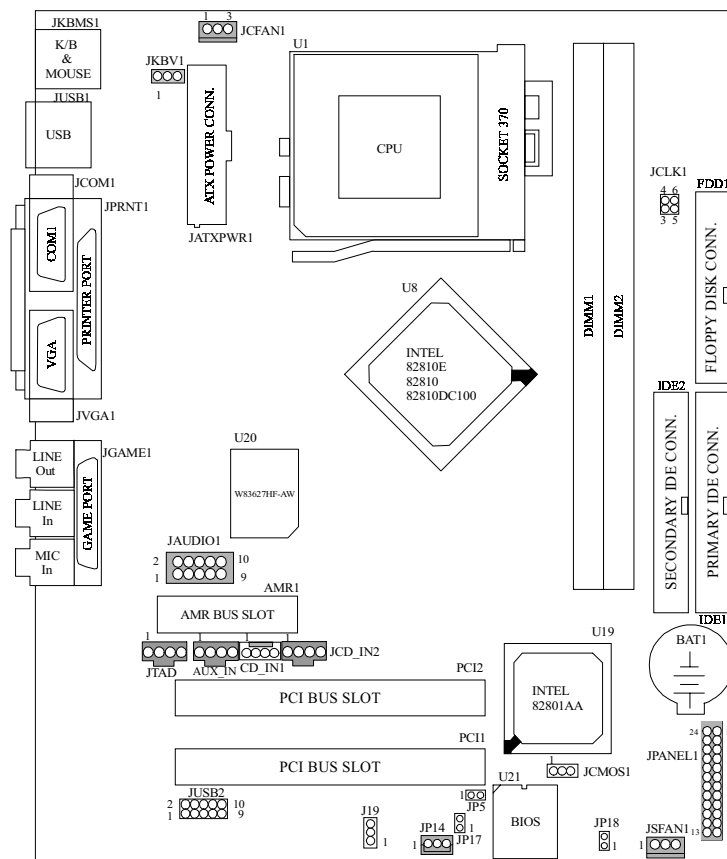 JKBMS1
1 3
JCFAN1
K/B
&
MOUSE
JKBV1
1
U1
JUSB1
USB
ATX POWER CONN.
CPU
SOCKET 370
JCOM1
JCLK1
FDD1
4 6
3 5
JPRNT1
COM1
PRINTER PORT
JATXPWR1
FLOPPY DISK CONN.
U8
DIMM1
DIMM2
VGA
INTEL
82810E
82810
82810DC100
IDE2
JVGA1
U20
JGAME1
LINE
Out
LINE
In
MIC
In
GAME PORT
W83627HF-AW
SECONDARY IDE CONN.
PRIMARY IDE CONN.
JAUDIO1
2 10
1 9
AMR1
AMR BUS SLOT
IDE1
U19
BAT1
1 1
JTAD
AUX_IN
CD_IN1
JCD_IN2
PCI2
PCI BUS SLOT
INTEL
82801AA
24
JPANEL1
13
PCI1
PCI BUS SLOT
1
JCMOS1
U21
JUSB2
2 10
1 9
1
JP5
BIOS
J19
1
JP14
1
JP17
1
JP18
1
JSFAN1
1